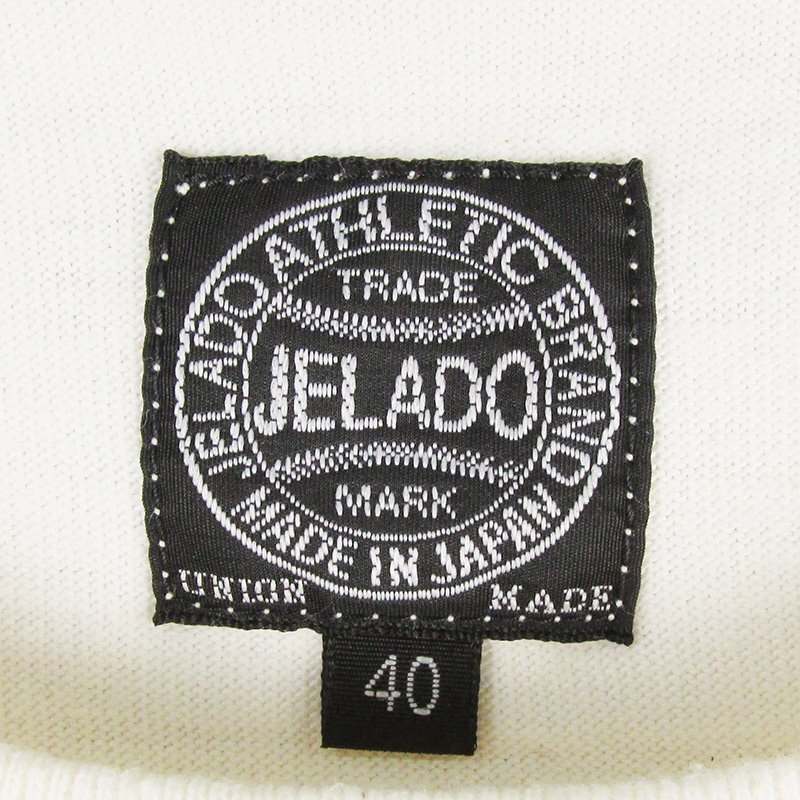 JELADO ATHLETIC BRAND
TRADE
JELADO
MARK
MADE IN JAPAN
UNION MADE
40